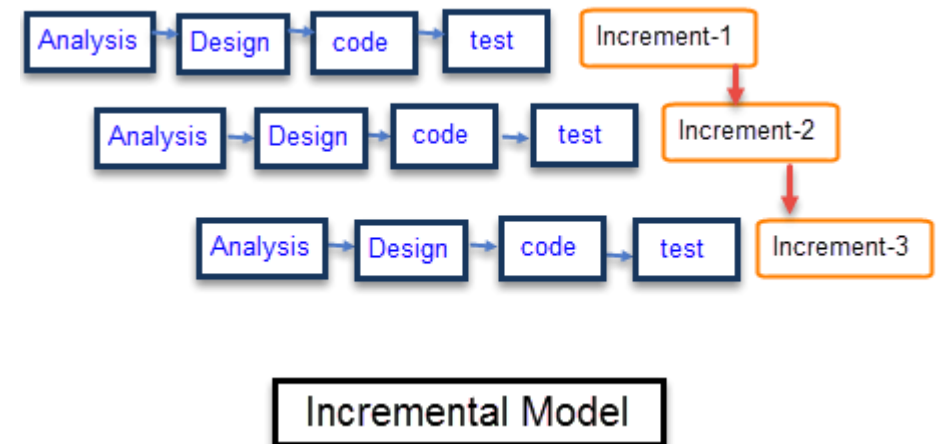 Analysis Design code test Increment-1
Analysis Design code test Increment-2
Analysis Design code test Increment-3
Incremental Model